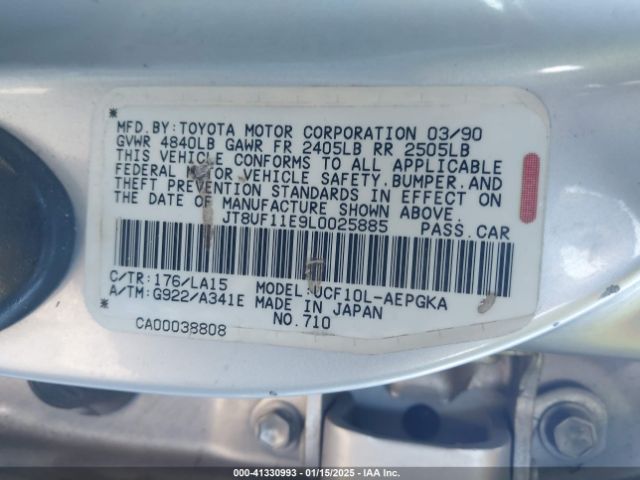 MFD.BY:TOYOTA MOTOR CORPORATION 03/90
GVWR 4840LB GAWR FR 2405LB RR 2505LB
THIS VEHICLE CONFORMS TO ALL APPLICABLE
FEDERAL MOTOR VEHICLE SAFETY,BUMPER,AND
THEFT PREVENTION STANDARDS IN EFFECT ON
THE DATE OF MANUFACTURE SHOWN ABOVE.
JT8UF11E9L0025885 PASS.CAR
C/TR:176/LA15 MODEL:UCF10L-AEPGKA
A/TM:G922/A341E MADE IN JAPAN
CA00038808 NO.710
000-41330993 - 01/15/2025 - IAA Inc.